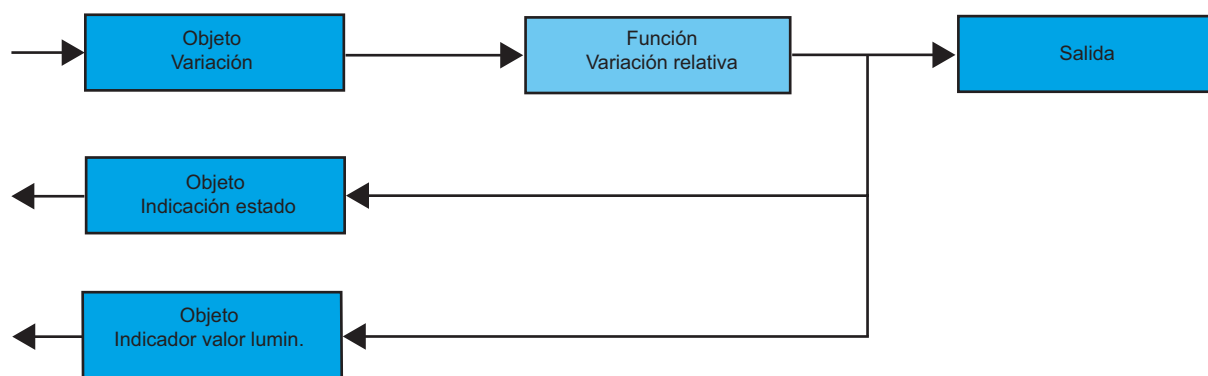 Objeto
Variación
Función
Variación relativa
Salida
Objeto
Indicación estado
Objeto
Indicador valor lumin.